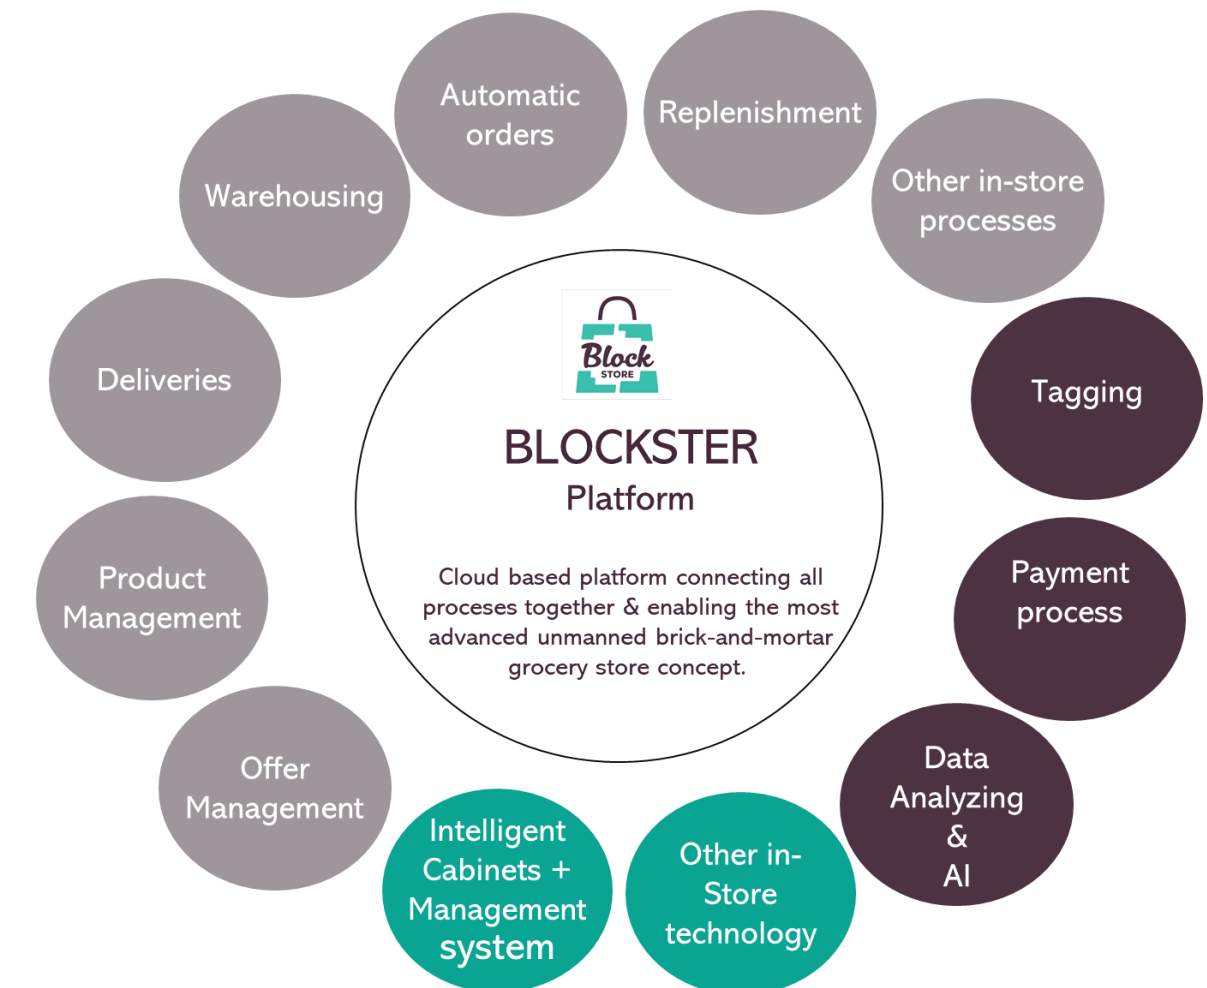 Automatic
orders
Replenishment
Other in-store
processes
Warehousing
Tagging
Deliveries
Block
STORE
BLOCKSTER
Platform
Cloud based platform connecting all
proceses together & enabling the most
advanced unmanned brick-and-mortar
grocery store concept.
Payment
process
Product
Management
Data
Analyzing
&
AI
Offer
Management
Intelligent
Cabinets +
Management
system
Other in-
Store
technology